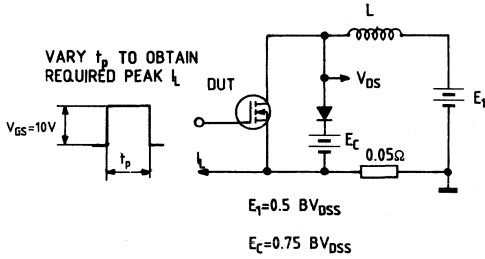 L
VARY tp TO OBTAIN
REQUIRED PEAK IL
DUT
VDS
E1
VGS=10V
EC
0.05Ω
tp
IL
E1=0.5 BVDSS
EC=0.75 BVDSS